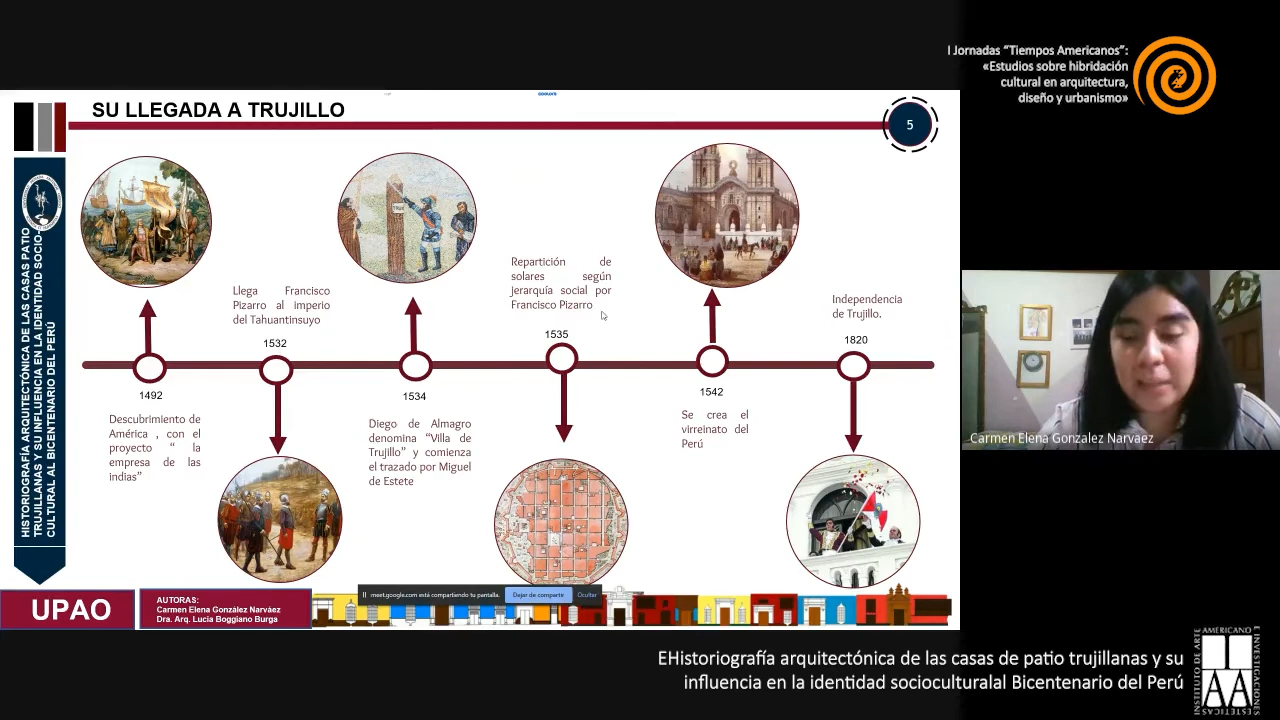 I Jornadas “Tiempos Americanos”:
«Estudios sobre hibridación
cultural en arquitectura,
diseño y urbanismo»
SU LLEGADA A TRUJILLO
5
HISTORIOGRAFÍA ARQUITECTÓNICA DE LAS CASAS PATIO
TRUJILLANAS Y SU INFLUENCIA EN LA IDENTIDAD SOCIO-
CULTURAL AL BICENTENARIO DEL PERÚ
1492
Descubrimiento de
América , con el
proyecto “ la
empresa de las
indias”
Llega Francisco
Pizarro al imperio
del Tahuantinsuyo
1532
1534
Diego de Almagro
denomina “Villa de
Trujillo” y comienza
el trazado por Miguel
de Estete
Repartición de
solares según
jerarquía social por
Francisco Pizarro
1535
1542
Se crea el
virreinato del
Perú
Independencia
de Trujillo.
1820
Carmen Elena Gonzalez Narvaez
meet.google.com está compartiendo tu pantalla.
Dejar de compartir
Ocultar
UPAO
AUTORAS:
Carmen Elena Gonzàlez Narvàez
Dra. Arq. Lucia Boggiano Burga
EHistoriografía arquitectónica de las casas de patio trujillanas y su
influencia en la identidad socioculturalal Bicentenario del Perú
INSTITUTO DE ARTE
AMERICANO
E INVESTIGACIONES
ESTETICAS
IAA